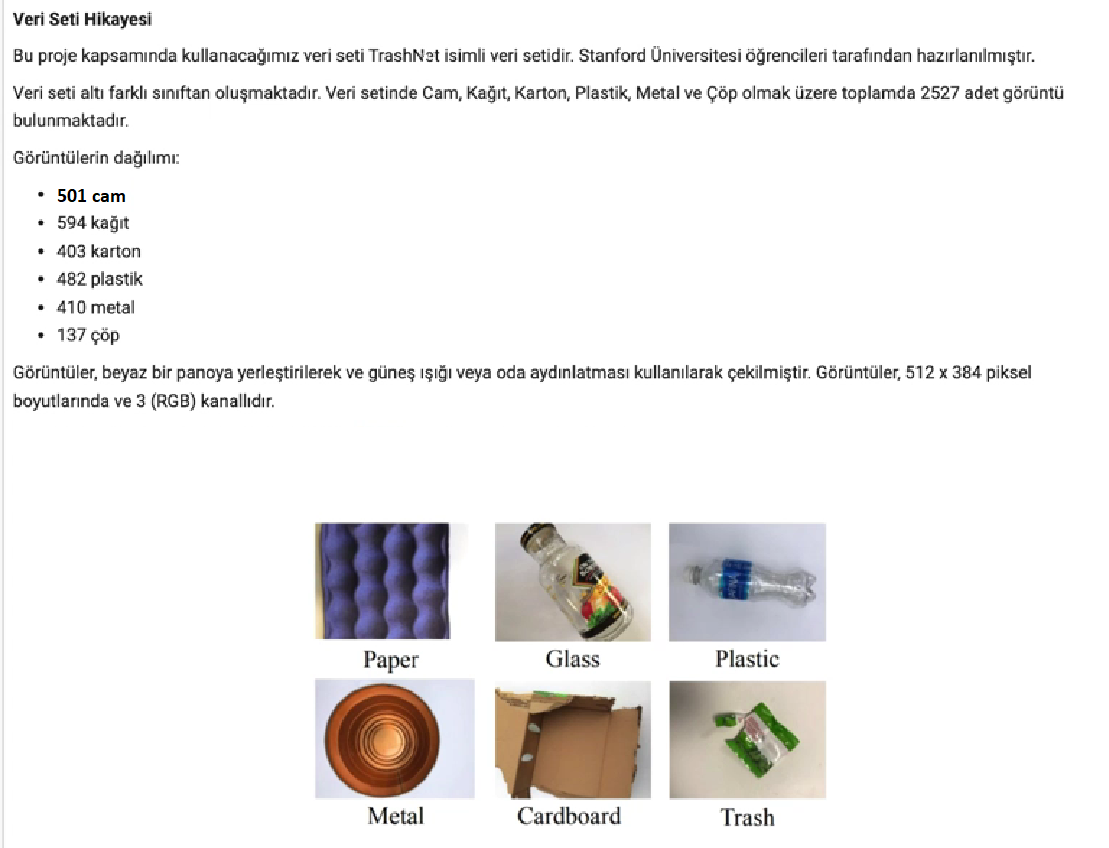 Veri Seti Hikayesi
Bu proje kapsamında kullanacağımız veri seti TrashNet isimli veri setidir. Stanford Üniversitesi öğrencileri tarafından hazırlanılmıştır.
Veri seti altı farklı sınıftan oluşmaktadır. Veri setinde Cam, Kağıt, Karton, Plastik, Metal ve Çöp olmak üzere toplamda 2527 adet görüntü
bulunmaktadır.
Görüntülerin dağılımı:
• 501 cam
• 594 kağıt
• 403 karton
• 482 plastik
• 410 metal
• 137 çöp
Görüntüler, beyaz bir panoya yerleştirilerek ve güneş ışığı veya oda aydınlatması kullanılarak çekilmiştir. Görüntüler, 512 x 384 piksel
boyutlarında ve 3 (RGB) kanallıdır.
Paper
Glass
Plastic
Metal
Cardboard
Trash